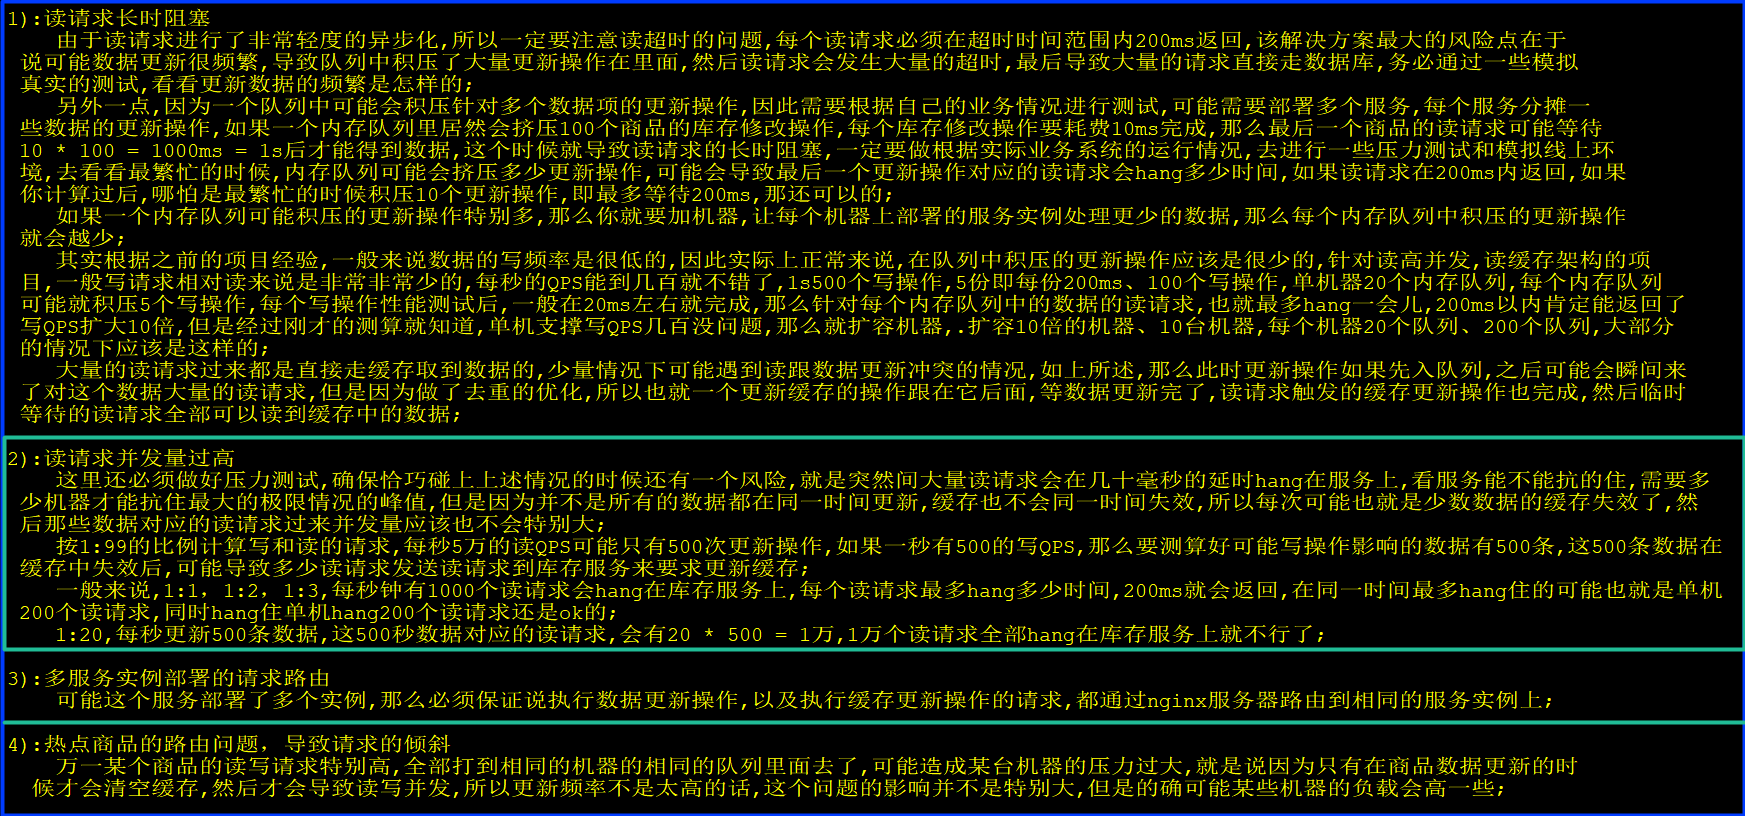 1):读请求长时阻塞
由于读请求进行了非常轻度的异步化,所以一定要注意读超时的问题,每个读请求必须在超时时间范围内200ms返回,该解决方案最大的风险点在于
说可能数据更新很频繁,导致队列中积压了大量更新操作在里面,然后读请求会发生大量的超时,最后导致大量的请求直接走数据库,务必通过一些模拟
真实的测试,看看更新数据的频繁是怎样的;
另外一点,因为一个队列中可能会积压针对多个数据项的更新操作,因此需要根据自己的业务情况进行测试,可能需要部署多个服务,每个服务分摊一
些数据的更新操作,如果一个内存队列里居然会挤压100个商品的库存修改操作,每个库存修改操作要耗费10ms完成,那么最后一个商品的读请求可能等待
10 * 100 = 1000ms = 1s后才能得到数据,这个时候就导致读请求的长时阻塞,一定要做根据实际业务系统的运行情况,去进行一些压力测试和模拟线上环
境,去看看最繁忙的时候,内存队列可能会挤压多少更新操作,可能会导致最后一个更新操作对应的读请求会hang多少时间,如果读请求在200ms内返回,如果
你计算过后,哪怕是最繁忙的时候积压10个更新操作,即最多等待200ms,那还可以的;
如果一个内存队列可能积压的更新操作特别多,那么你就要加机器,让每个机器上部署的服务实例处理更少的数据,那么每个内存队列中积压的更新操作
就会越少;
其实根据之前的项目经验,一般来说数据的写频率是很低的,因此实际上正常来说,在队列中积压的更新操作应该是很少的,针对读高并发,读缓存架构的项
目,一般写请求相对读来说是非常非常少的,每秒的QPS能到几百就不错了,1s500个写操作,5份即每份200ms、100个写操作,单机器20个内存队列,每个内存队列
可能就积压5个写操作,每个写操作性能测试后,一般在20ms左右就完成,那么针对每个内存队列中的数据的读请求,也就最多hang一会儿,200ms以内肯定能返回了
写QPS扩大10倍,但是经过刚才的测算就知道,单机支撑写QPS几百没问题,那么就扩容机器,.扩容10倍的机器、10台机器,每个机器20个队列、200个队列,大部分
的情况下应该是这样的;
大量的读请求过来都是直接走缓存取到数据的,少量情况下可能遇到读跟数据更新冲突的情况,如上所述,那么此时更新操作如果先入队列,之后可能会瞬间来
了对这个数据大量的读请求,但是因为做了去重的优化,所以也就一个更新缓存的操作跟在它后面,等数据更新完了,读请求触发的缓存更新操作也完成,然后临时
等待的读请求全部可以读到缓存中的数据;
2):读请求并发量过高
这里还必须做好压力测试,确保恰巧碰上上述情况的时候还有一个风险,就是突然间大量读请求会在几十毫秒的延时hang在服务上,看服务能不能抗的住,需要多
少机器才能抗住最大的极限情况的峰值,但是因为并不是所有的数据都在同一时间更新,缓存也不会同一时间失效,所以每次可能也就是少数数据的缓存失效了,然
后那些数据对应的读请求过来并发量应该也不会特别大;
按1:99的比例计算写和读的请求,每秒5万的读QPS可能只有500次更新操作,如果一秒有500的写QPS,那么要测算好可能写操作影响的数据有500条,这500条数据在
缓存中失效后,可能导致多少读请求发送读请求到库存服务来要求更新缓存;
一般来说,1:1, 1:2, 1:3,每秒钟有1000个读请求会hang在库存服务上,每个读请求最多hang多少时间,200ms就会返回,在同一时间最多hang住的可能也就是单机
200个读请求,同时hang住单机hang200个读请求还是ok的;
1:20,每秒更新500条数据,这500秒数据对应的读请求,会有20 * 500 = 1万,1万个读请求全部hang在库存服务上就不行了;
3):多服务实例部署的请求路由
可能这个服务部署了多个实例,那么必须保证说执行数据更新操作,以及执行缓存更新操作的请求,都通过nginx服务器路由到相同的服务实例上;
4):热点商品的路由问题, 导致请求的倾斜
万一某个商品的读写请求特别高,全部打到相同的机器的相同的队列里面去了,可能造成某台机器的压力过大,就是说因为只有在商品数据更新的时
候才会清空缓存,然后才会导致读写并发,所以更新频率不是太高的话,这个问题的影响并不是特别大,但是的确可能某些机器的负载会高一些;